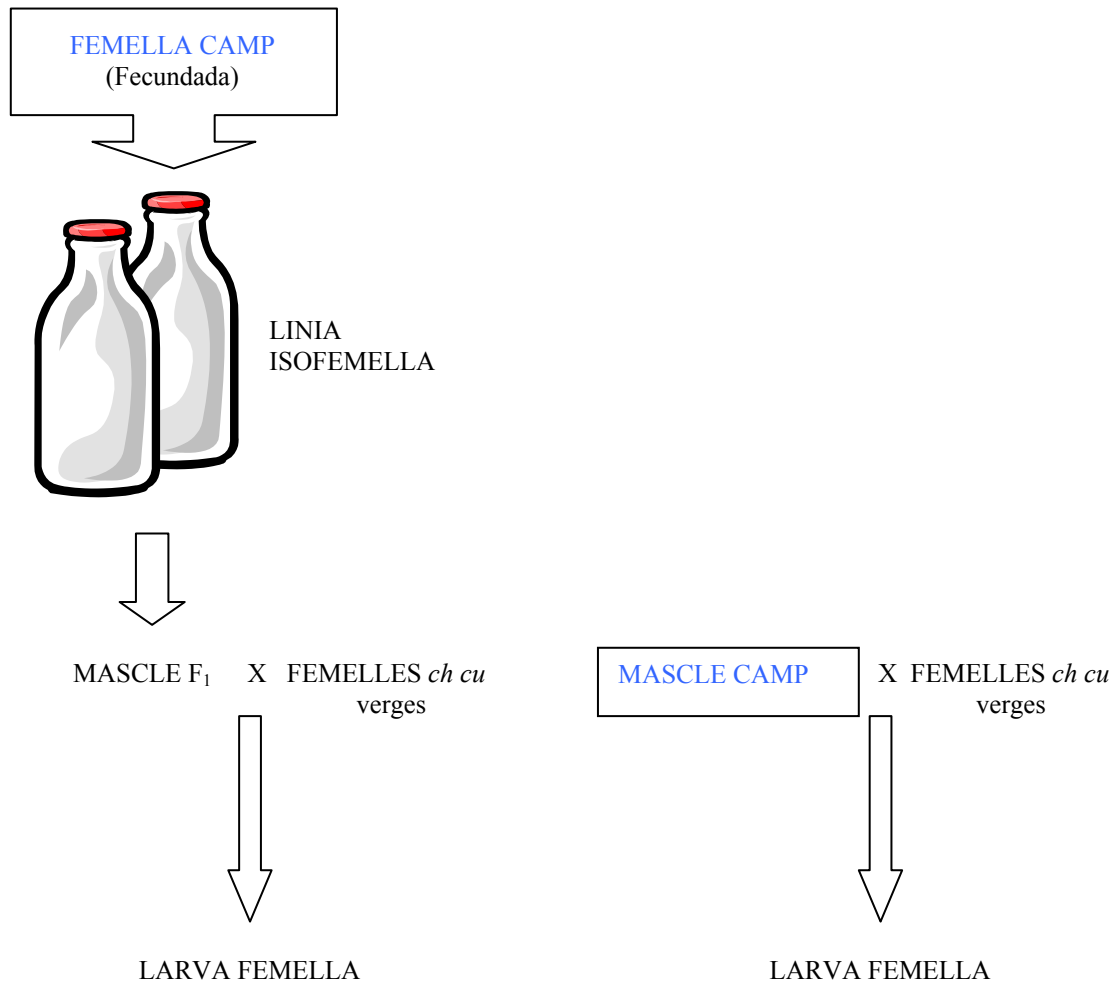 FEMELLA CAMP
(Fecundada)
LINIA
ISOFEMELLA
MASCLE F₁ X FEMELLES ch cu
verges
MASCLE CAMP X FEMELLES ch cu
verges
LARVA FEMELLA
LARVA FEMELLA